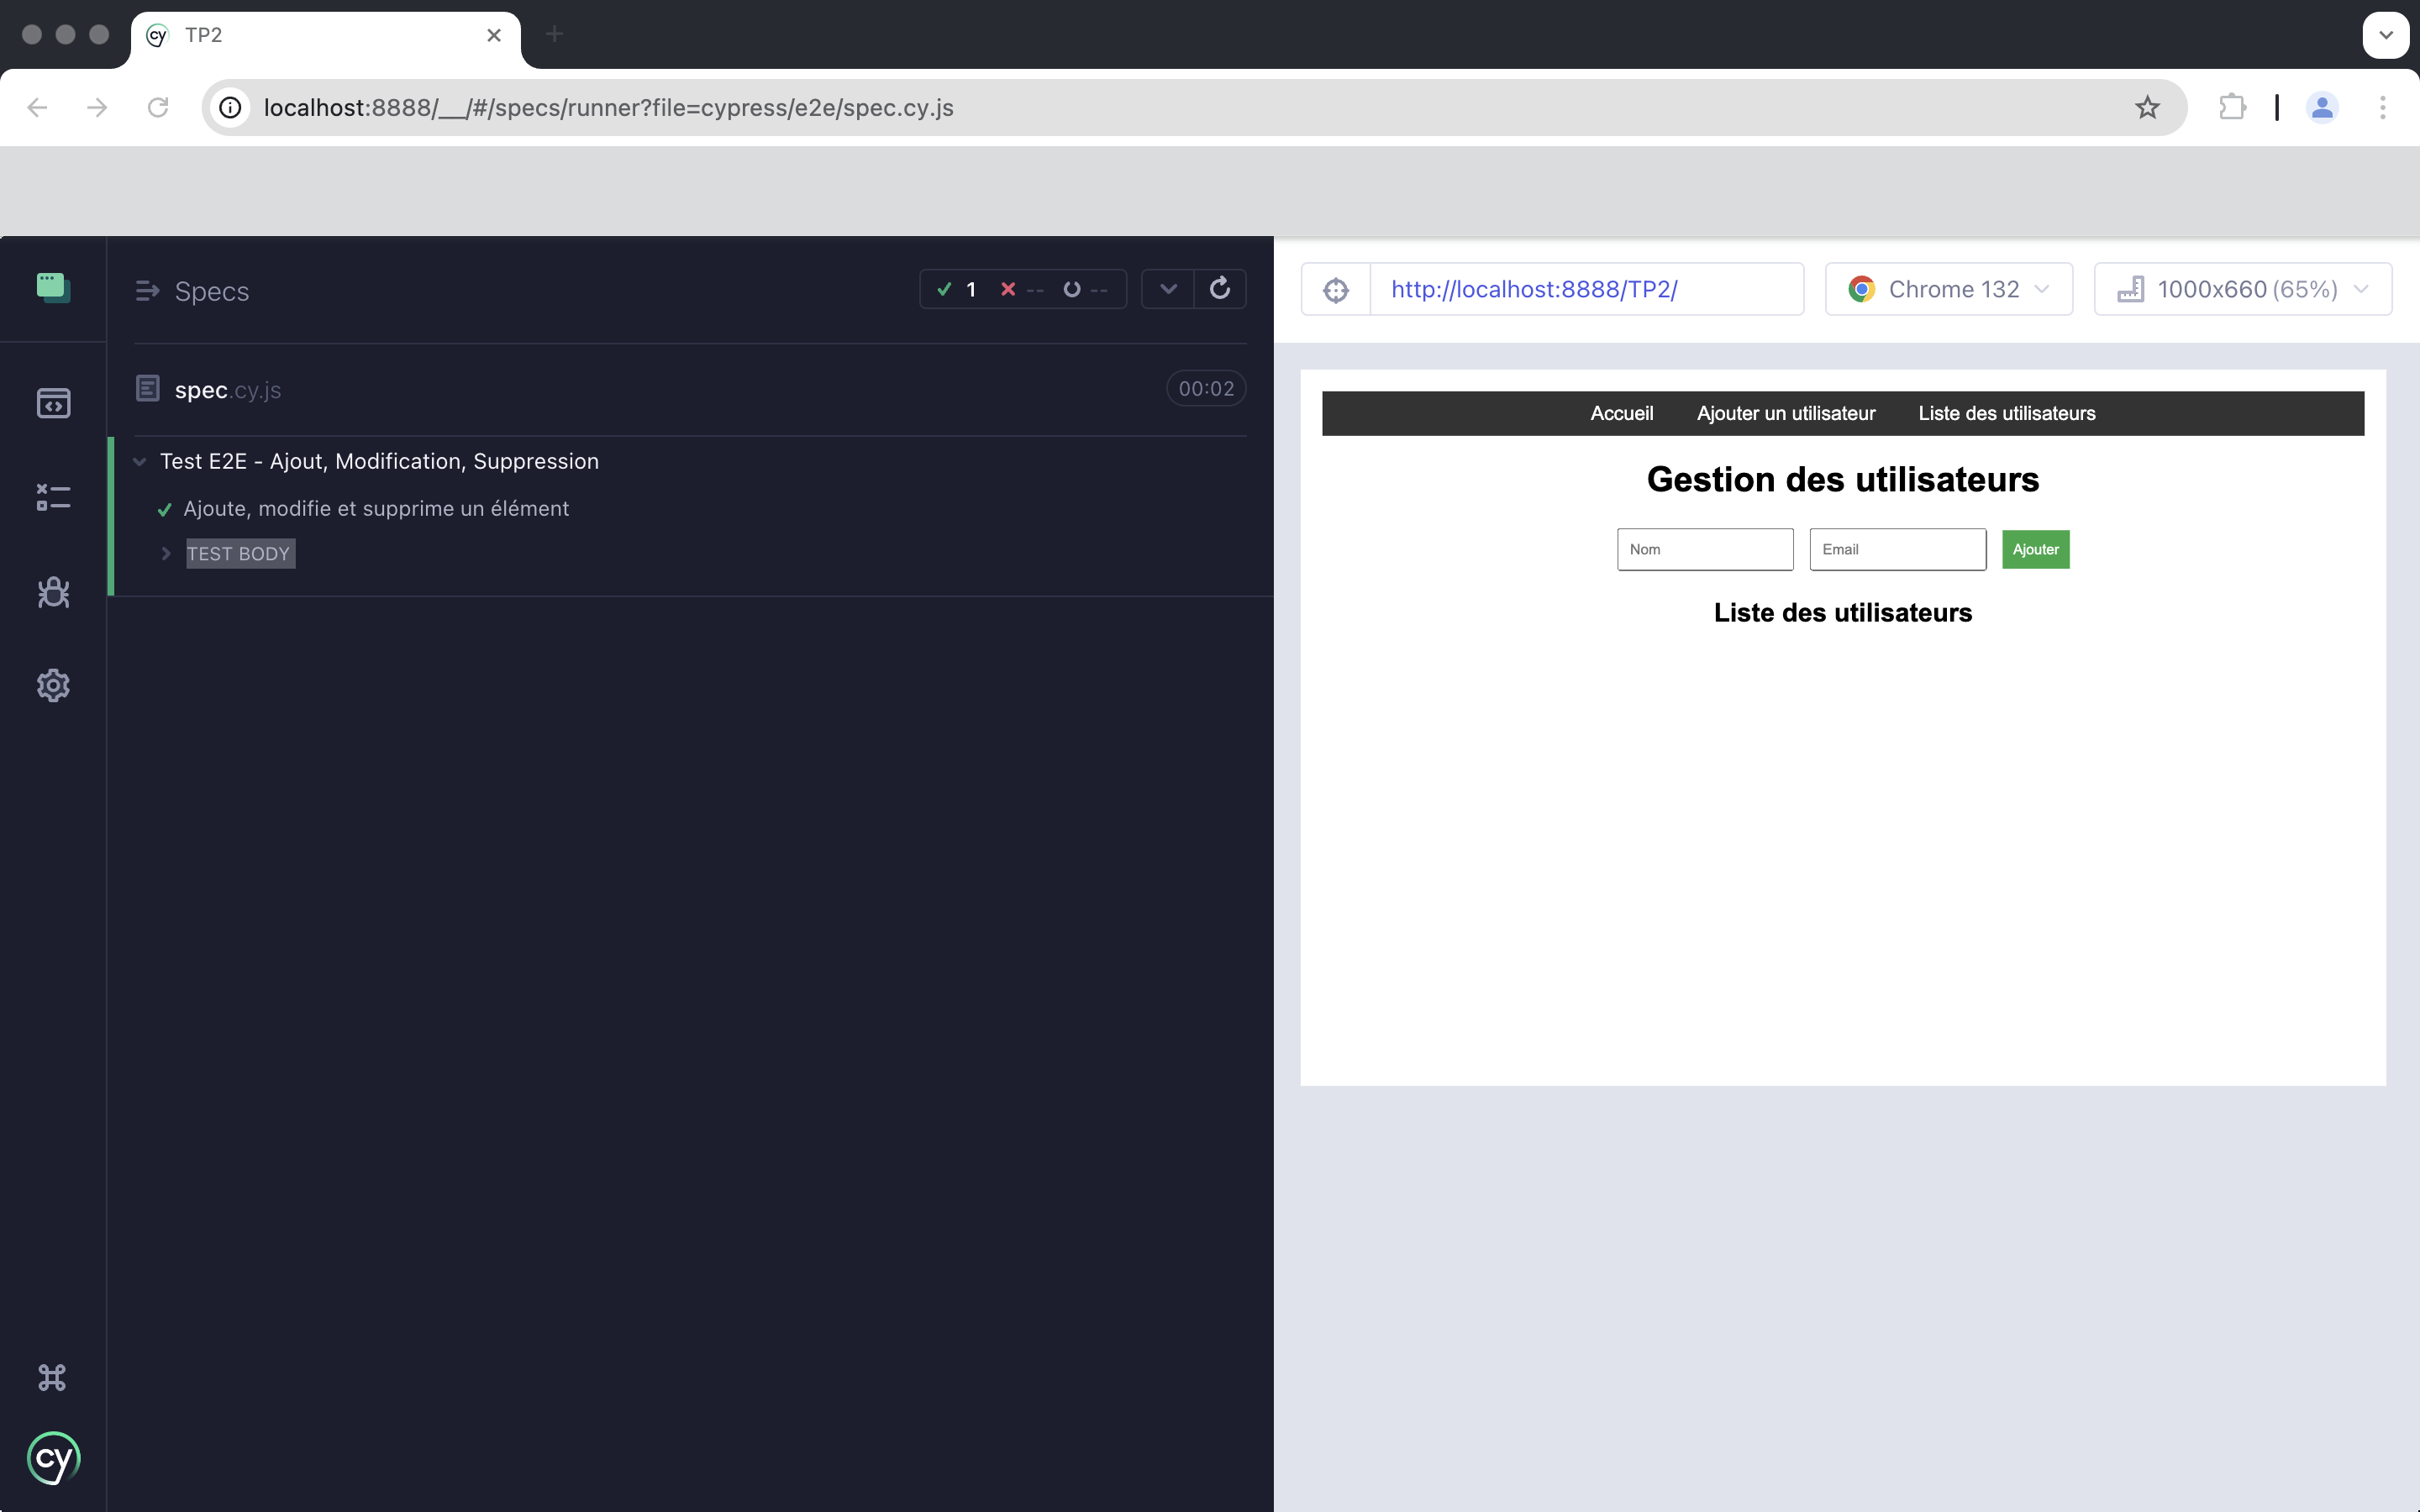 TP2
localhost:8888/__/#/specs/runner?file=cypress/e2e/spec.cy.js
Specs
1 -- --
http://localhost:8888/TP2/
Chrome 132
1000x660 (65%)
spec.cy.js
00:02
Test E2E - Ajout, Modification, Suppression
Ajoute, modifie et supprime un élément
TEST BODY
Accueil Ajouter un utilisateur Liste des utilisateurs
Gestion des utilisateurs
Nom Email Ajouter
Liste des utilisateurs
cy